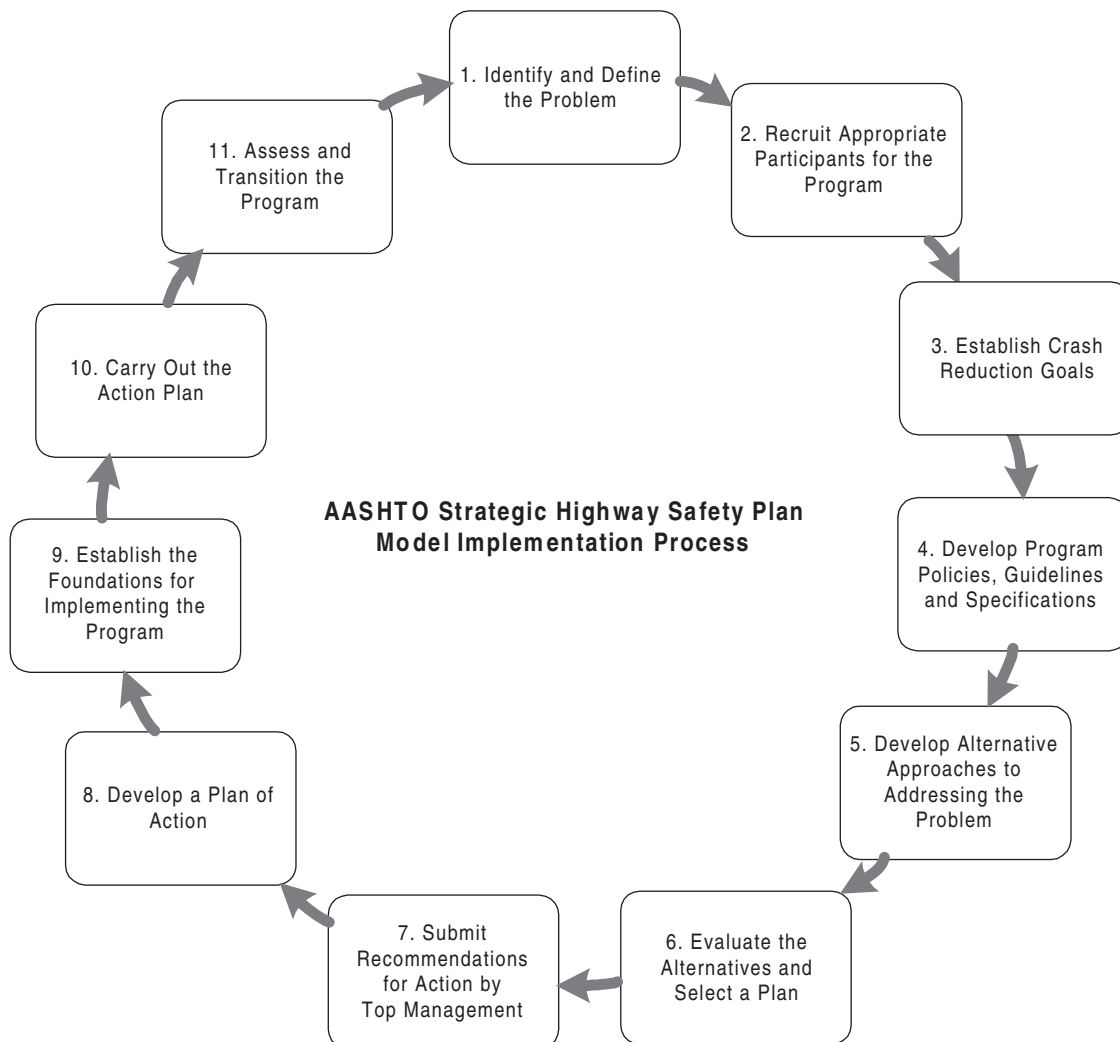 1. Identify and Define
the Problem
2. Recruit Appropriate
Participants for the
Program
3. Establish Crash
Reduction Goals
4. Develop Program
Policies, Guidelines
and Specifications
5. Develop Alternative
Approaches to
Addressing the
Problem
6. Evaluate the
Alternatives and
Select a Plan
7. Submit
Recommendations
for Action by
Top Management
8. Develop a Plan of
Action
9. Establish the
Foundations for
Implementing the
Program
10. Carry Out the
Action Plan
11. Assess and
Transition the
Program
AASHTO Strategic Highway Safety Plan
Model Implementation Process